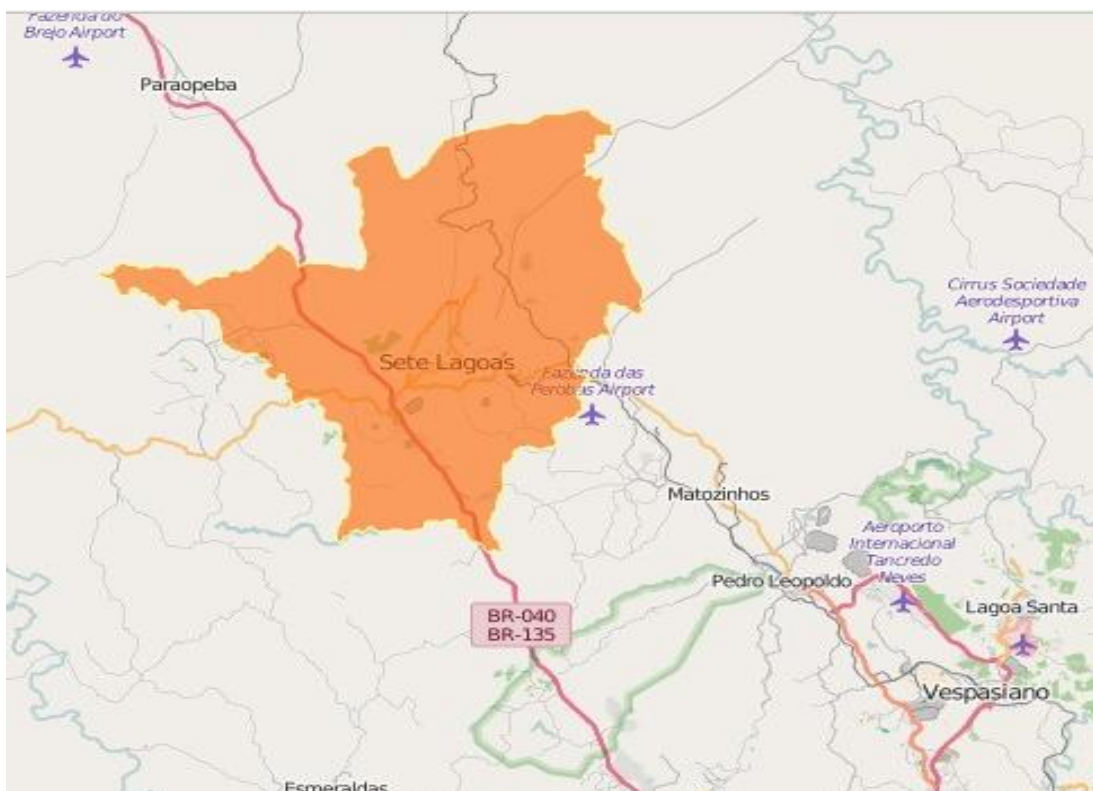 Fazenda do
Brejo Airport
Paraopeba
Cirrus Sociedade
Aerodesportiva
Airport
Sete Lagoas
Fazenda das
Perobas Airport
Matozinhos
Aeroporto
Internacional
Tancredo
Neves
Pedro Leopoldo
Lagoa Santa
BR-040
BR-135
Vespasiano
Esmeraldas